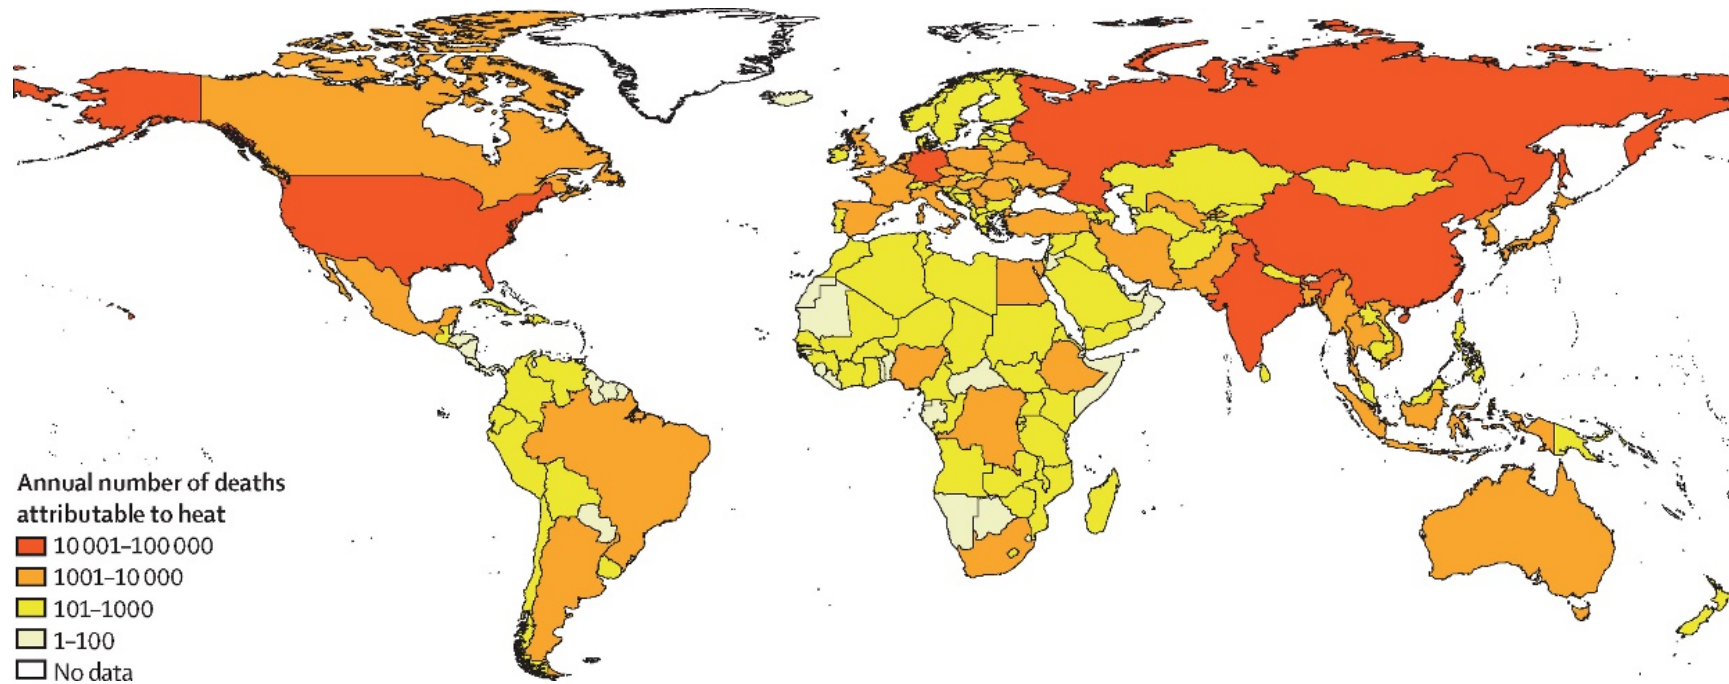 Annual number of deaths
attributable to heat
10 001–100 000
1001–10 000
101–1000
1–100
No data